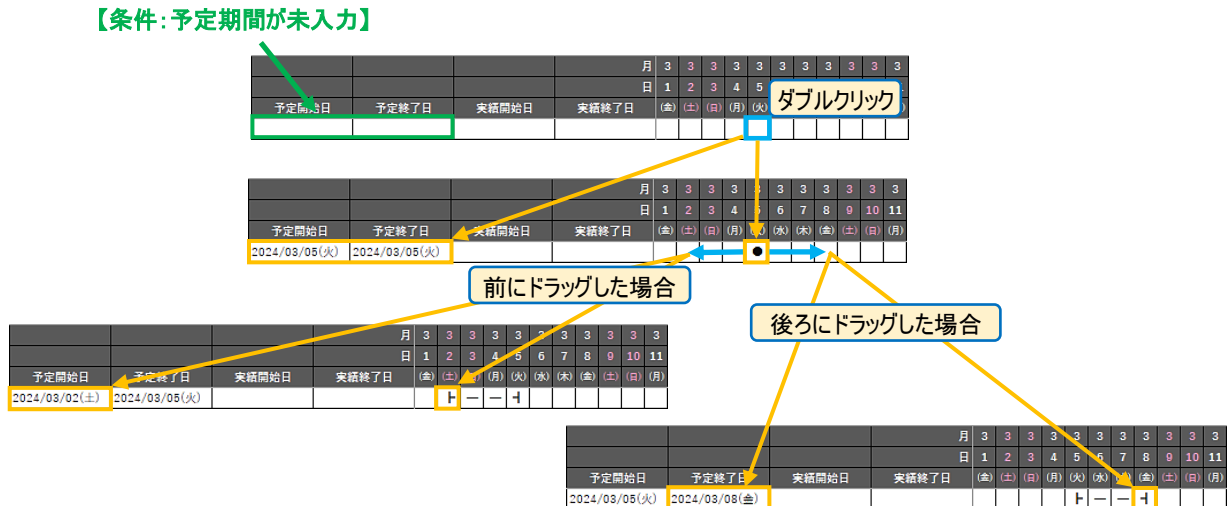 【条件：予定期間が未入力】
月 3 3 3 3 3 3 3 3 3 3 3
日 1 2 3 4 5
ダブルクリック
予定開始日 予定終了日 実績開始日 実績終了日 (金) (土) (日) (月) (火)
月 3 3 3 3 3 3 3 3 3 3 3
日 1 2 3 4 5 6 7 8 9 10 11
予定開始日 予定終了日 実績開始日 実績終了日 (金) (土) (日) (月) (火) (水) (木) (金) (土) (日) (月)
2024/03/05(火) 2024/03/05(火) ●
前にドラッグした場合
後ろにドラッグした場合
月 3 3 3 3 3 3 3 3 3 3 3
日 1 2 3 4 5 6 7 8 9 10 11
予定開始日 予定終了日 実績開始日 実績終了日 (金) (土) (日) (月) (火) (水) (木) (金) (土) (日) (月)
2024/03/02(土) 2024/03/05(火) ┣ ─ ─ ┫
月 3 3 3 3 3 3 3 3 3 3 3
日 1 2 3 4 5 6 7 8 9 10 11
予定開始日 予定終了日 実績開始日 実績終了日 (金) (土) (日) (月) (火) (水) (木) (金) (土) (日) (月)
2024/03/05(火) 2024/03/08(金) ┣ ─ ─ ┫